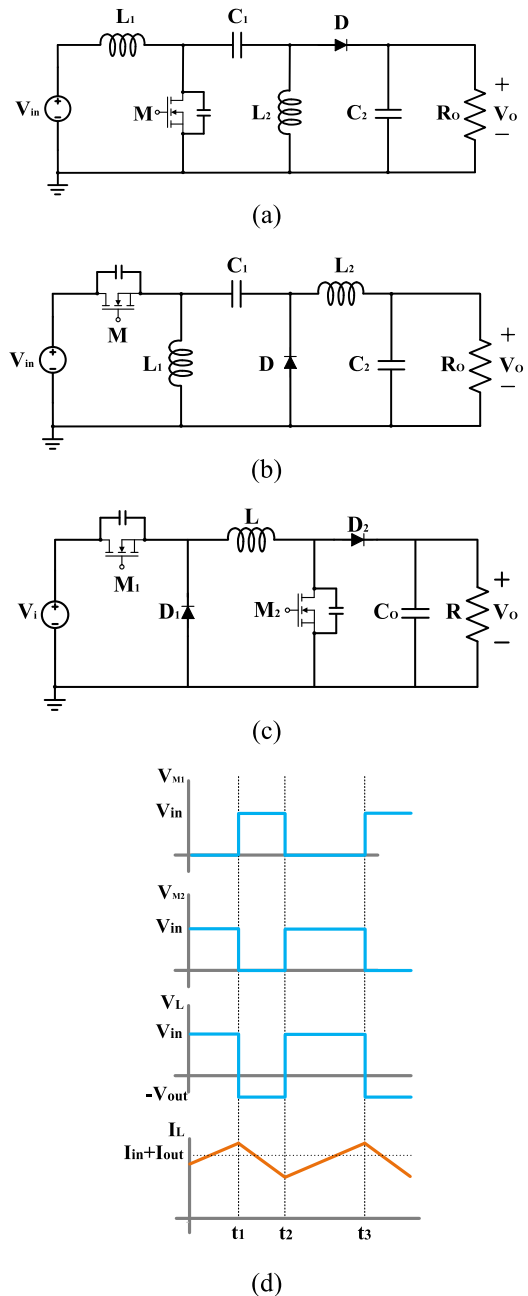 L1 C1 D
Vin M L2 C2 RO + VO −
(a)
C1 L2
M
Vin L1 D C2 RO + VO −
(b)
L D2
M1
Vi D1 M2 CO R + VO −
(c)
VM1
Vin
VM2
Vin
VL
Vin
-Vout
IL
Iin+Iout
t1 t2 t3
(d)